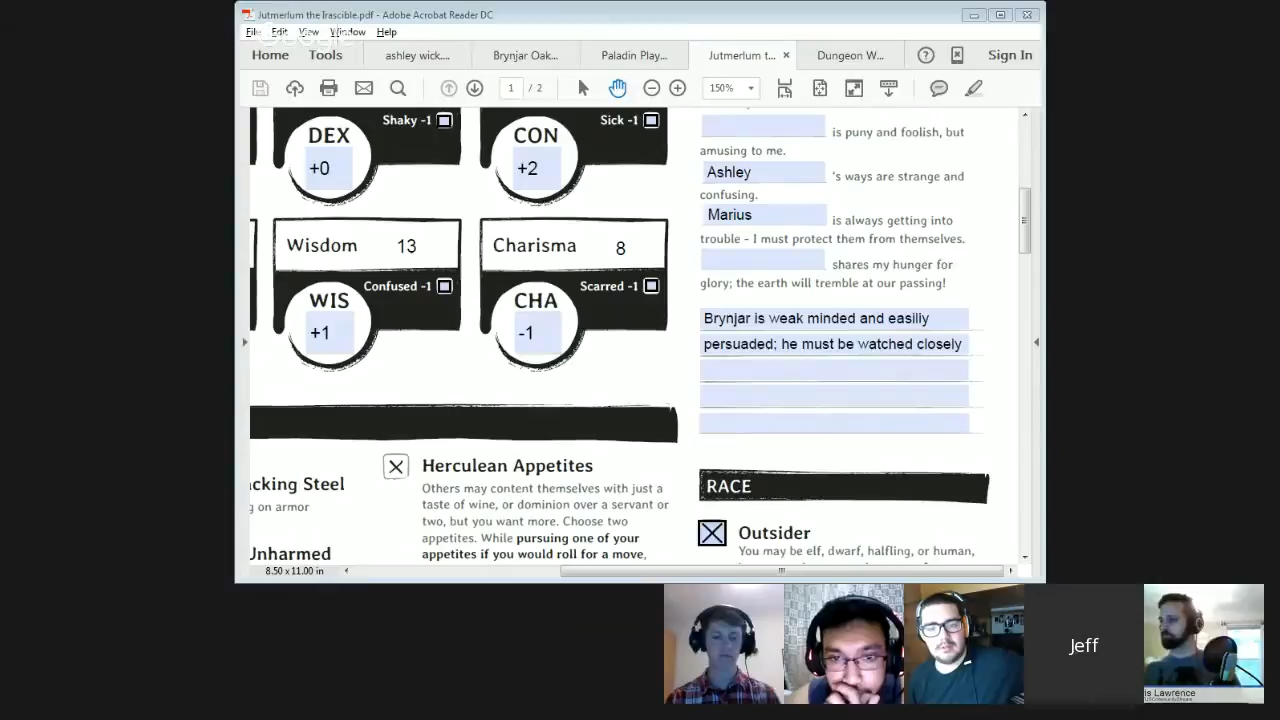 Jutmerlum the Irascible.pdf - Adobe Acrobat Reader DC
File Edit View Window Help
Google
Home Tools ashley wick... Brynjar Oak... Paladin Play... Jutmerlum t... Dungeon W... Sign In
1 / 2 150%
DEX
+0
Shaky -1
CON
+2
Sick -1
Wisdom 13
WIS
+1
Confused -1
Charisma 8
CHA
-1
Scarred -1
is puny and foolish, but
amusing to me.
Ashley 's ways are strange and
confusing.
Marius is always getting into
trouble - I must protect them from themselves.
shares my hunger for
glory; the earth will tremble at our passing!
Brynjar is weak minded and easiliy
persuaded; he must be watched closely
cking Steel
g on armor
Unharmed
Herculean Appetites
Others may content themselves with just a
taste of wine, or dominion over a servant or
two, but you want more. Choose two
appetites. While pursuing one of your
appetites if you would roll for a move,
RACE
Outsider
You may be elf, dwarf, halfling, or human,
8.50 x 11.00 in
Jeff
is Lawrence